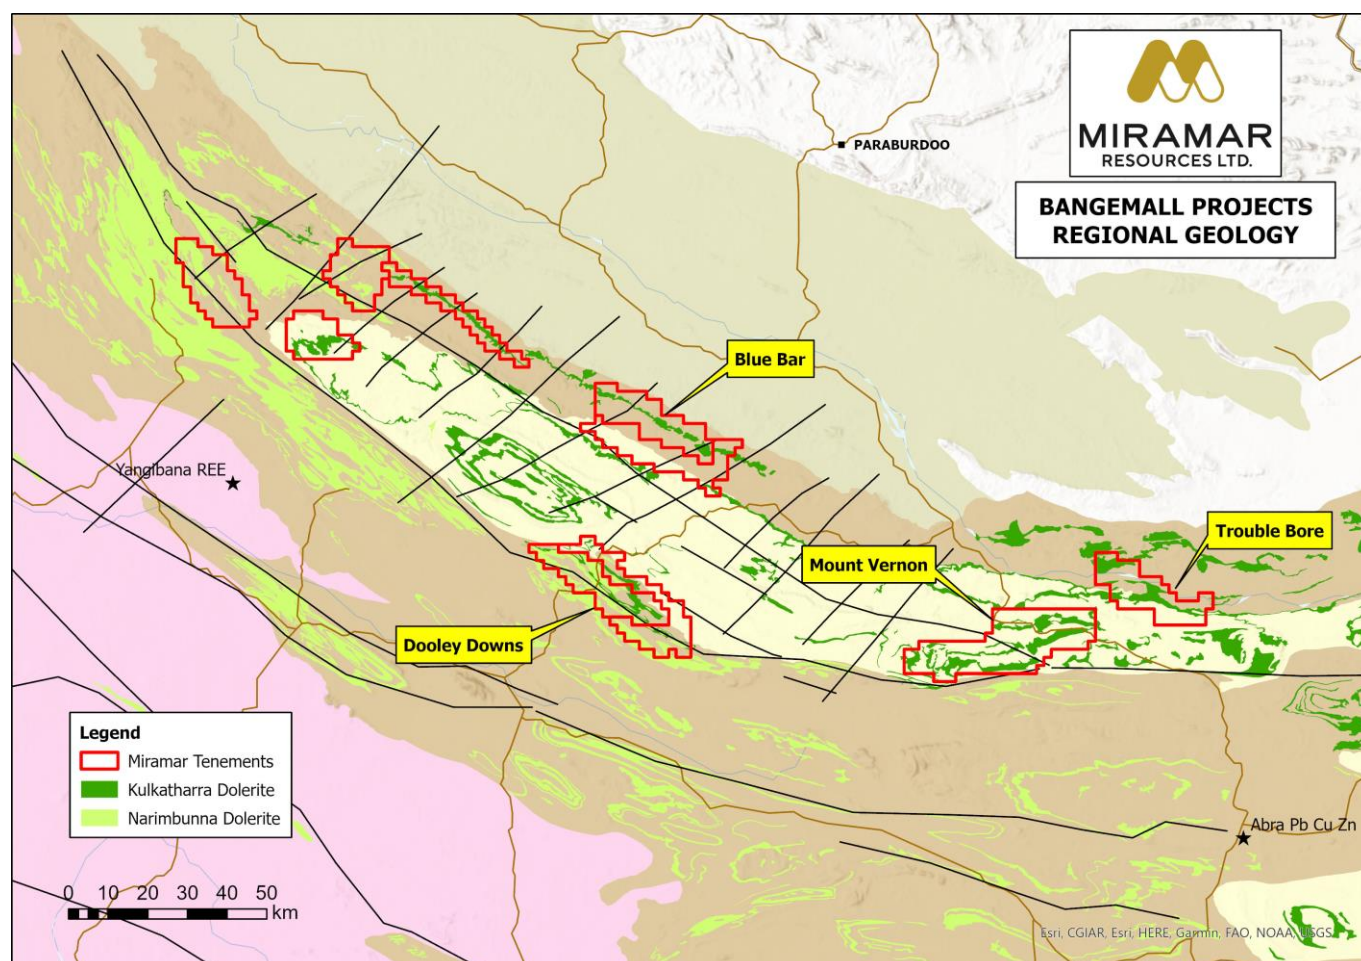 MIRAMAR
RESOURCES LTD.
BANGEMALL PROJECTS
REGIONAL GEOLOGY
PARABURDOO
Blue Bar
Yangibana REE
Trouble Bore
Mount Vernon
Dooley Downs
Legend
Miramar Tenements
Kulkatharra Dolerite
Narimbunna Dolerite
Abra Pb Cu Zn
0 10 20 30 40 50
km
Esri, CGIAR, Esri, HERE, Garmin, FAO, NOAA, USGS